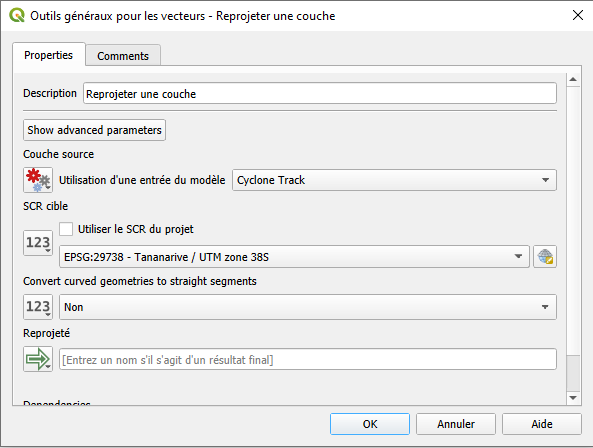 Outils généraux pour les vecteurs - Reprojeter une couche
Properties
Comments
Description Reprojeter une couche
Show advanced parameters
Couche source
Utilisation d'une entrée du modèle Cyclone Track
SCR cible
Utiliser le SCR du projet
123
EPSG:29738 - Tananarive / UTM zone 38S
Convert curved geometries to straight segments
123 Non
Reprojeté
[Entrez un nom s'il s'agit d'un résultat final]
Dependencies
OK Annuler Aide